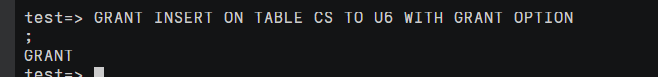 test=> GRANT INSERT ON TABLE CS TO U6 WITH GRANT OPTION
;
GRANT
test=>